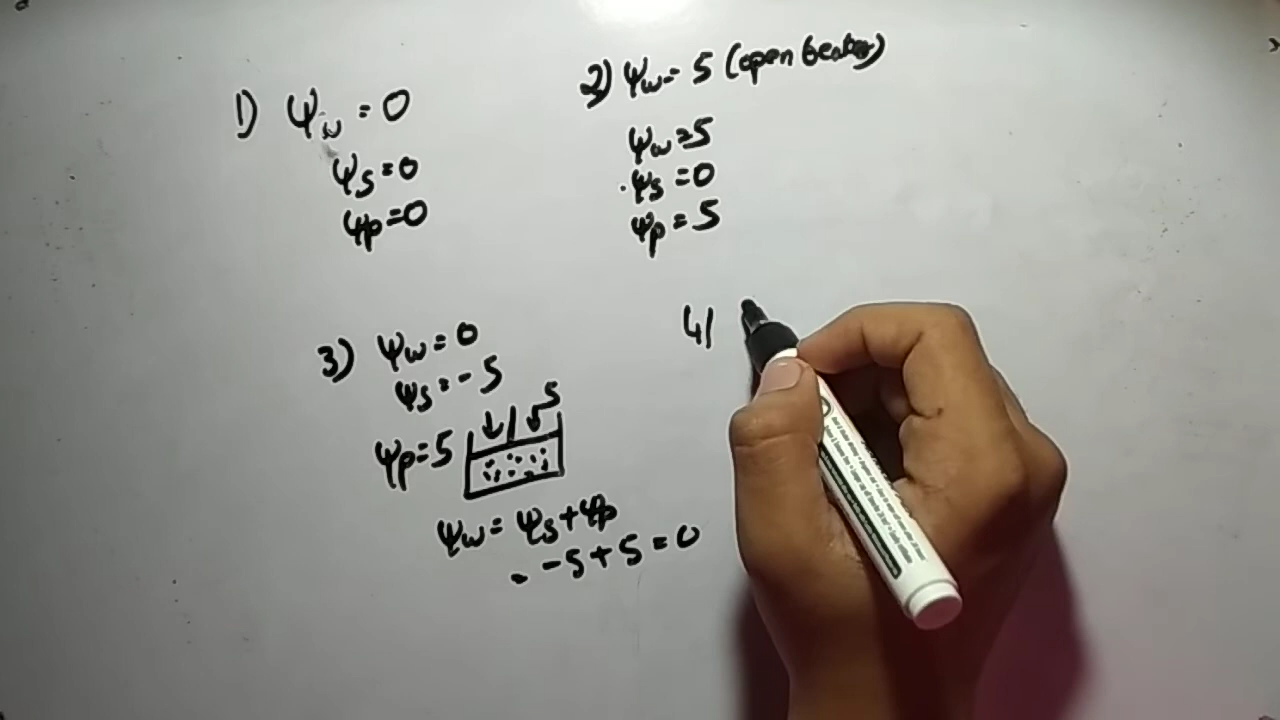 1) Ψw = 0
Ψs = 0
Ψp = 0
2) Ψw = 5 (open beaker)
Ψw = 5
Ψs = 0
Ψp = 5
3) Ψw = 0
Ψs = - 5
5
Ψp = 5
Ψw = Ψs + Ψp
= -5 + 5 = 0
4)